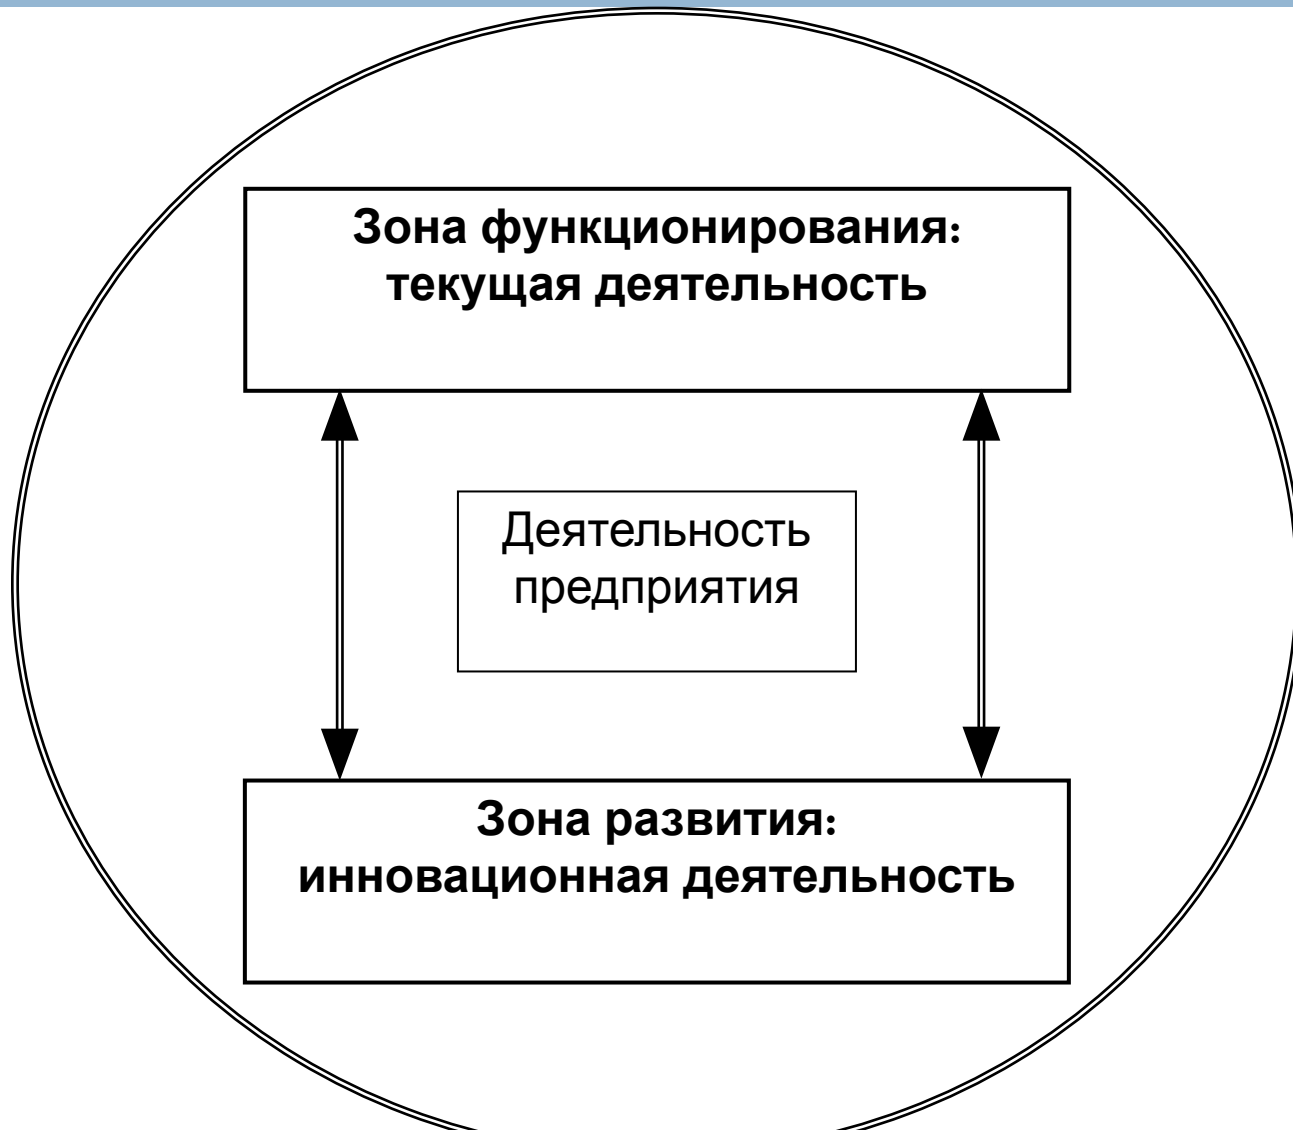 Зона функционирования:
текущая деятельность
Деятельность
предприятия
Зона развития:
инновационная деятельность